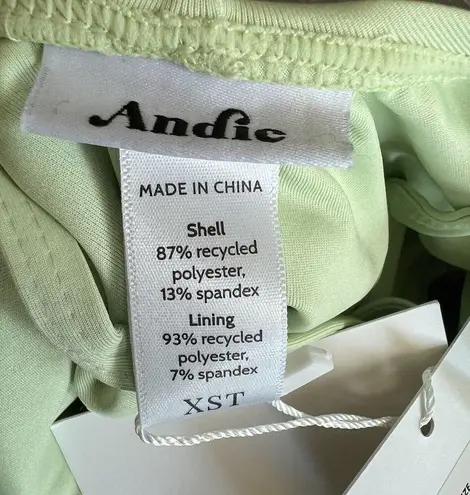 Andie
MADE IN CHINA
Shell
87% recycled
polyester,
13% spandex
Lining
93% recycled
polyester,
7% spandex
XST